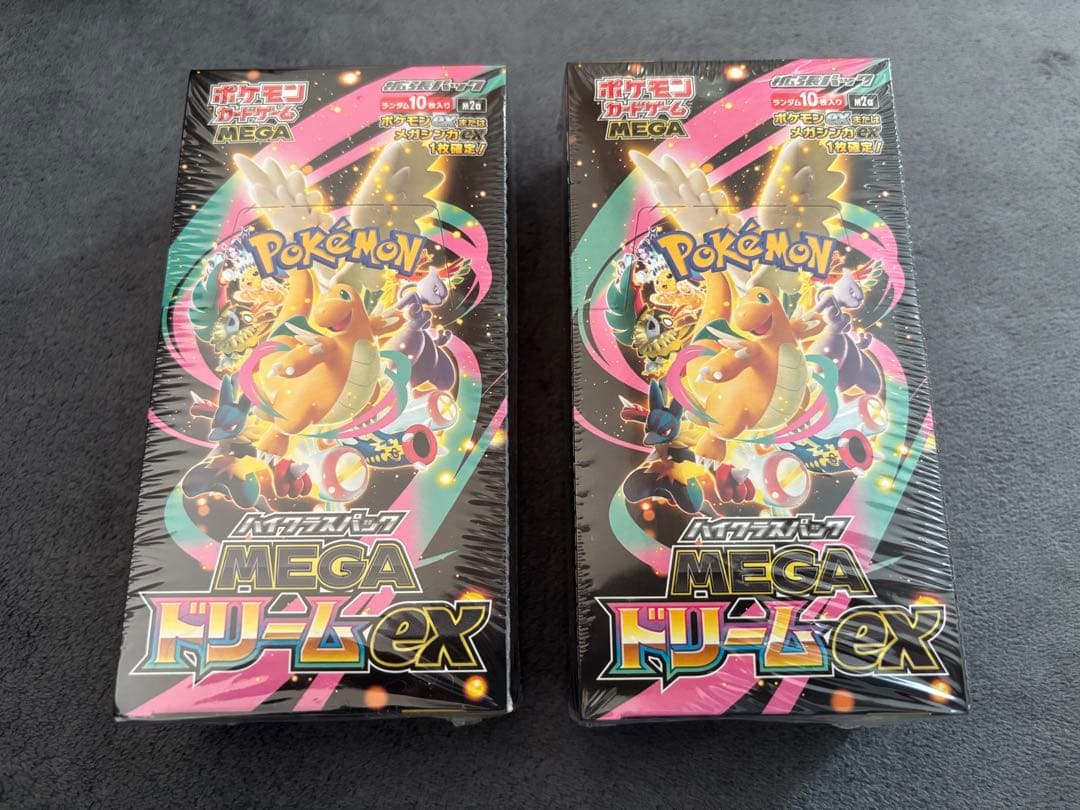 ポケモン
カードゲーム
MEGA
拡張パック
ランダム10枚入り
M2a
ポケモンexまたは
メガシンカex
1枚確定!
POKéMON
ハイクラスパック
MEGA
ドリームex
ポケモン
カードゲーム
MEGA
拡張パック
ランダム10枚入り
M2a
ポケモンexまたは
メガシンカex
1枚確定!
POKéMON
ハイクラスパック
MEGA
ドリームex